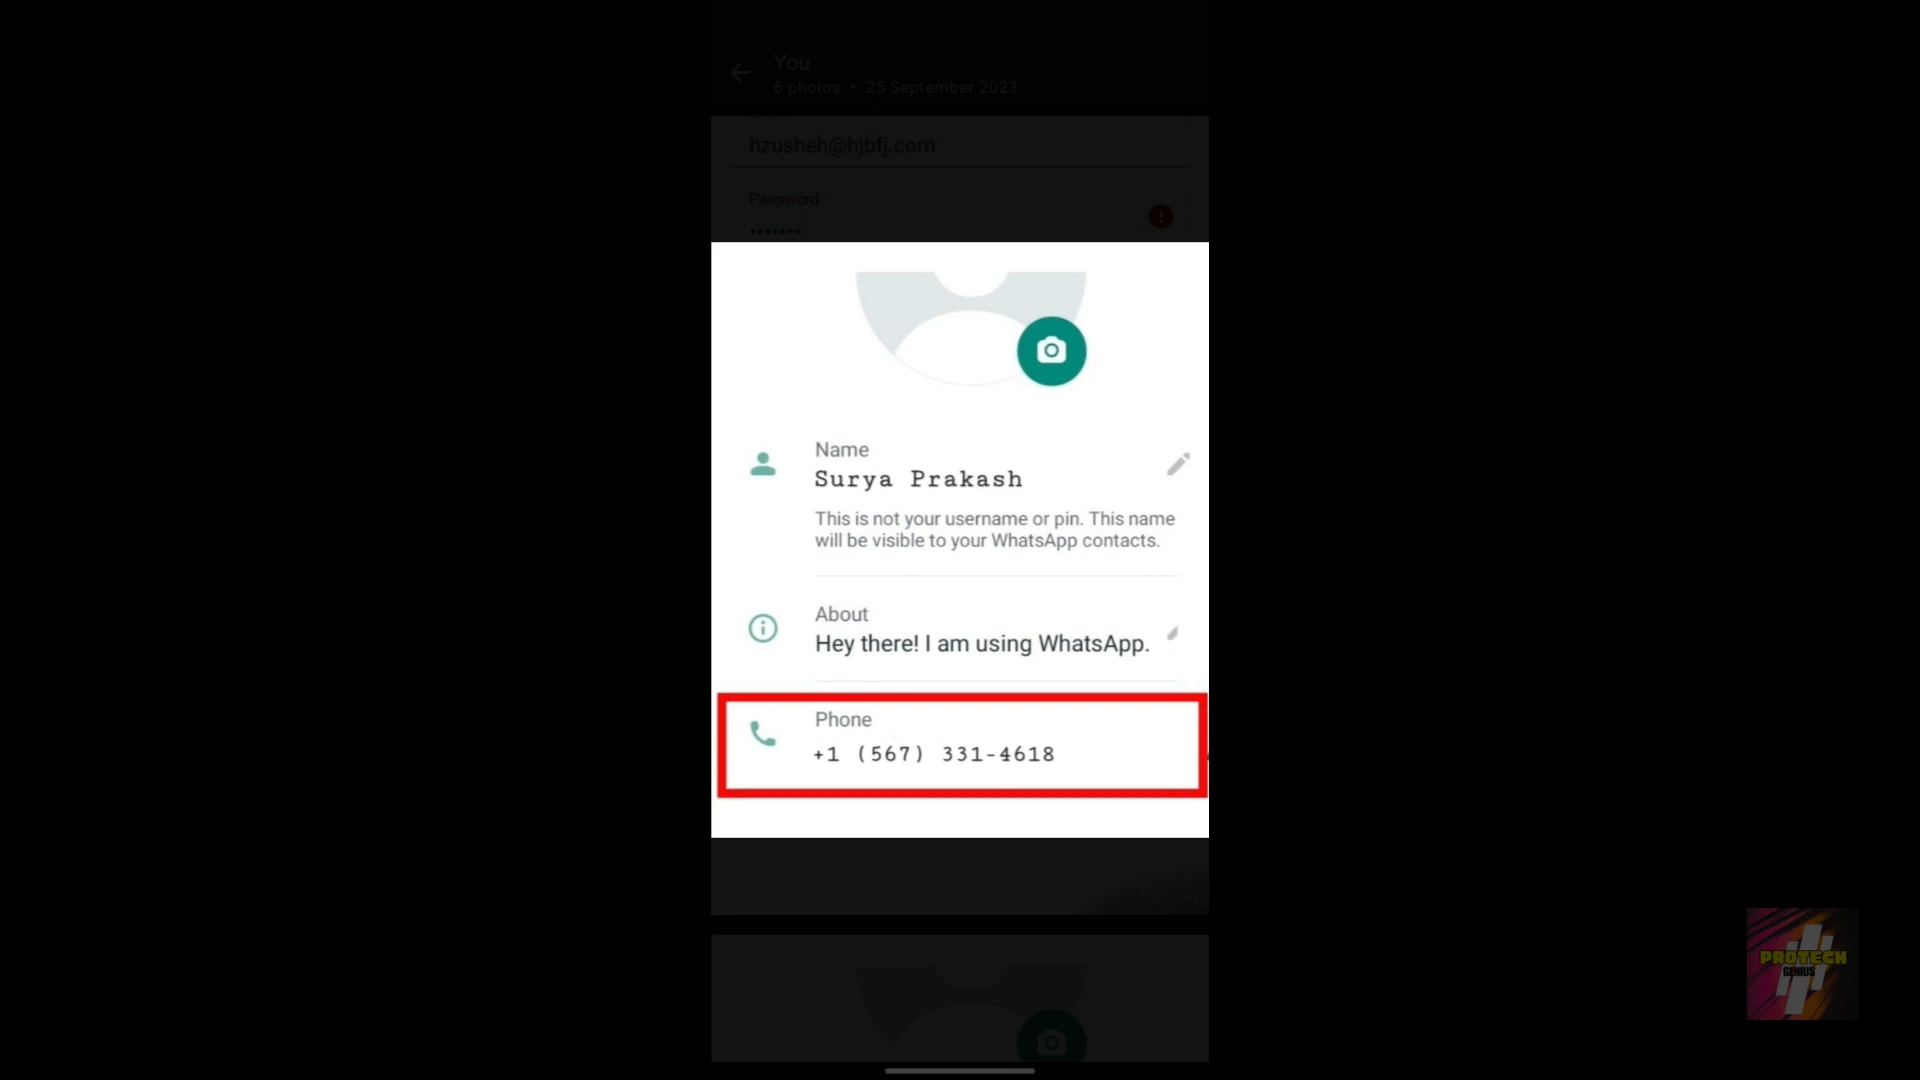 You
6 photos • 25 September 2023
hzusheh@hjbfj.com
Password
•••••••
Name
Surya Prakash
This is not your username or pin. This name
will be visible to your WhatsApp contacts.
About
Hey there! I am using WhatsApp.
Phone
+1 (567) 331-4618
PROTECH
GENIUS